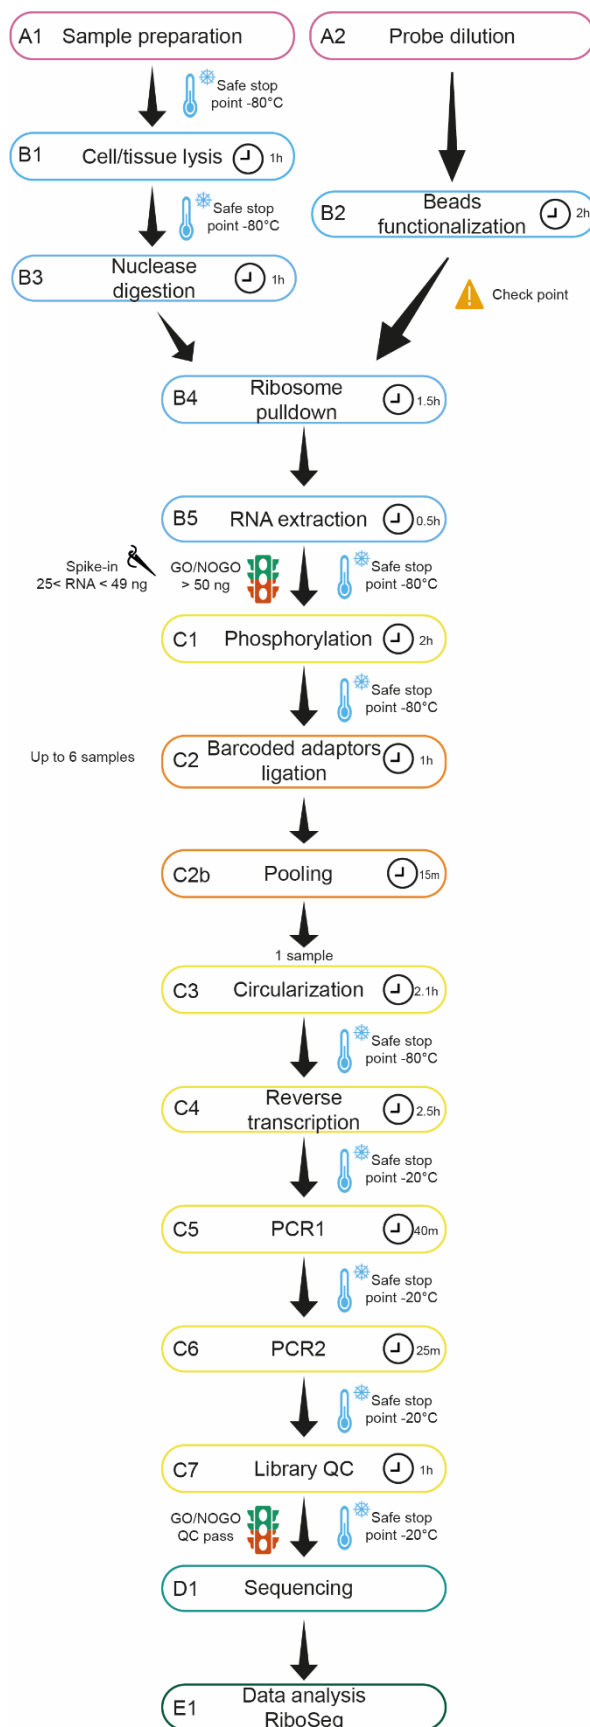 A1 Sample preparation
A2 Probe dilution
Safe stop
point -80°C
B1 Cell/tissue lysis 1h
Safe stop
point -80°C
B2 Beads
functionalization 2h
B3 Nuclease
digestion 1h
Check point
B4 Ribosome
pulldown 1.5h
B5 RNA extraction 0.5h
Spike-in
25< RNA < 49 ng
GO/NOGO
> 50 ng
Safe stop
point -80°C
C1 Phosphorylation 2h
Safe stop
point -80°C
Up to 6 samples
C2 Barcoded adaptors
ligation 1h
C2b Pooling 15m
1 sample
C3 Circularization 2.1h
Safe stop
point -80°C
C4 Reverse
transcription 2.5h
Safe stop
point -20°C
C5 PCR1 40m
Safe stop
point -20°C
C6 PCR2 25m
Safe stop
point -20°C
C7 Library QC 1h
GO/NOGO
QC pass
Safe stop
point -20°C
D1 Sequencing
E1 Data analysis
RiboSeq